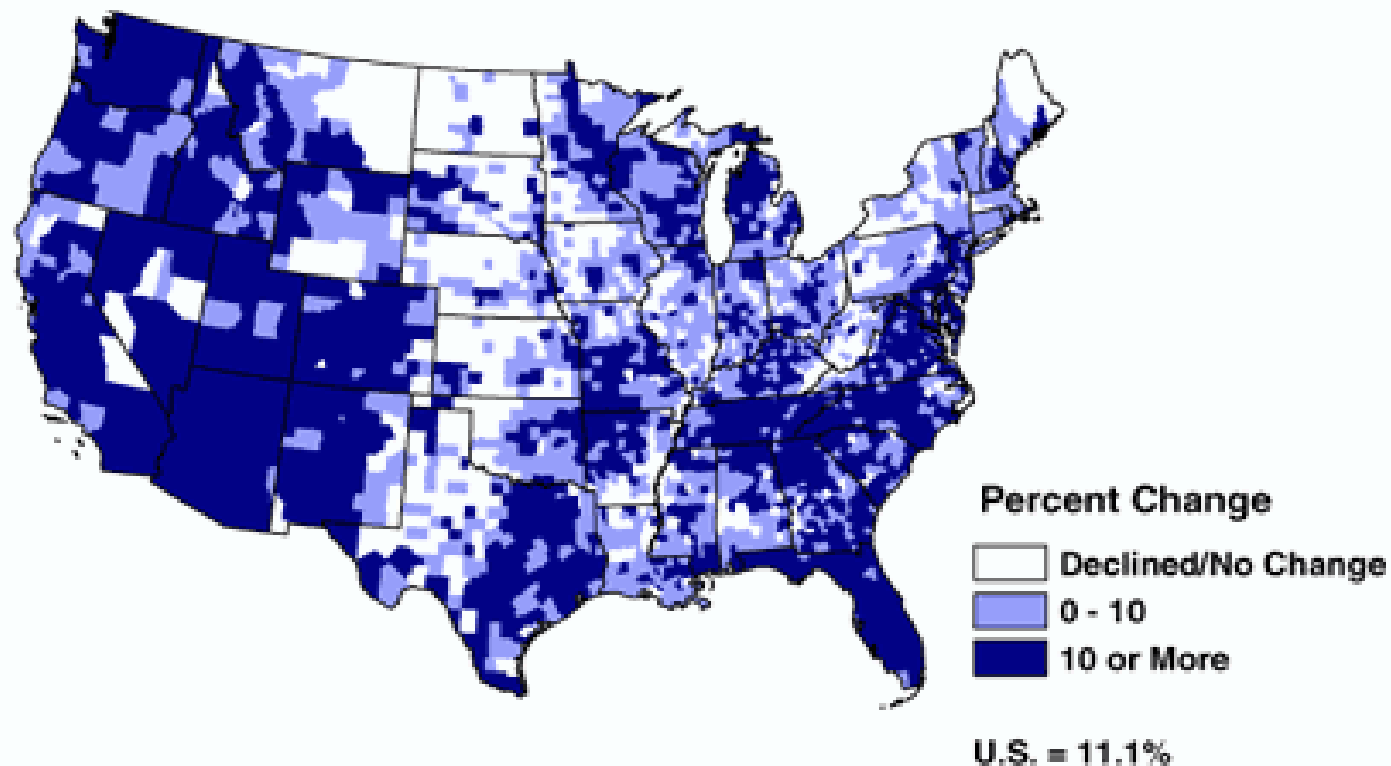 Percent Change
Declined/No Change
0 - 10
10 or More
U.S. = 11.1%